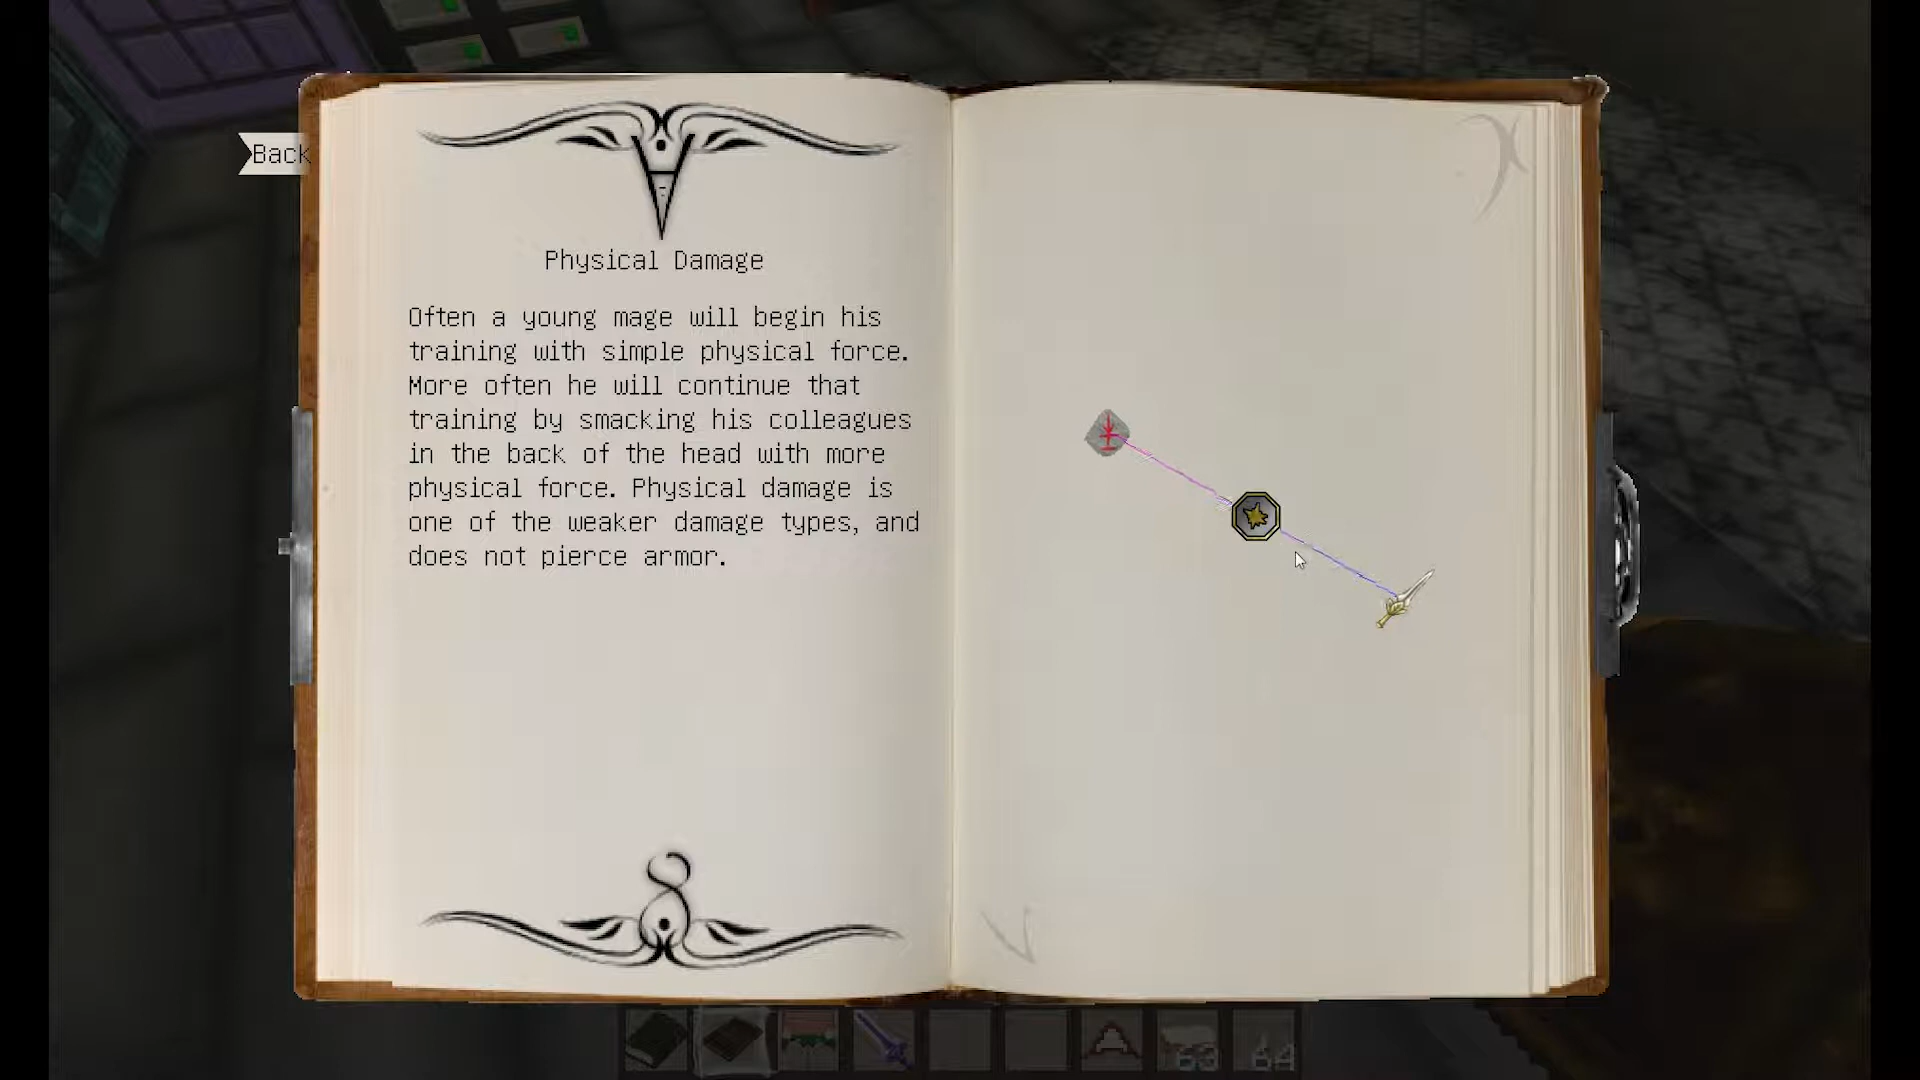 Back
Physical Damage
Often a young mage will begin his
training with simple physical force.
More often he will continue that
training by smacking his colleagues
in the back of the head with more
physical force. Physical damage is
one of the weaker damage types, and
does not pierce armor.
63
64